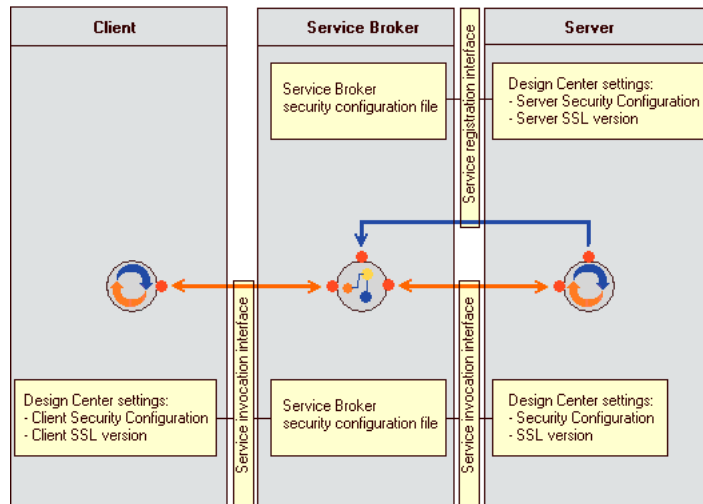 Client
Service Broker
Server
Service Broker
security configuration file
Service registration interface
Design Center settings:
- Server Security Configuration
- Server SSL version
Design Center settings:
- Client Security Configuration
- Client SSL version
Service invocation interface
Service Broker
security configuration file
Service invocation interface
Design Center settings:
- Security Configuration
- SSL version